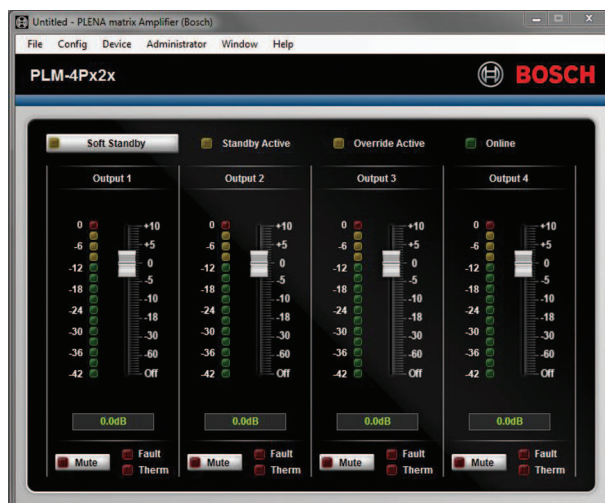 Untitled - PLENA matrix Amplifier (Bosch)
File Config Device Administrator Window Help
PLM-4Px2x BOSCH
Soft Standby Standby Active Override Active Online
Output 1 Output 2 Output 3 Output 4
0 +10 0 +10 0 +10 0 +10
+5 +5 +5 +5
-6 -6 -6 -6
0 0 0 0
-12 -12 -12 -12
-5 -5 -5 -5
-18 -18 -18 -18
-10 -10 -10 -10
-24 -18 -24 -18 -24 -18 -24 -18
-30 -30 -30 -30 -30 -30 -30 -30
-36 -60 -36 -60 -36 -60 -36 -60
-42 Off -42 Off -42 Off -42 Off
0.0dB 0.0dB 0.0dB 0.0dB
Fault Fault Fault Fault
Mute Mute Mute Mute
Therm Therm Therm Therm